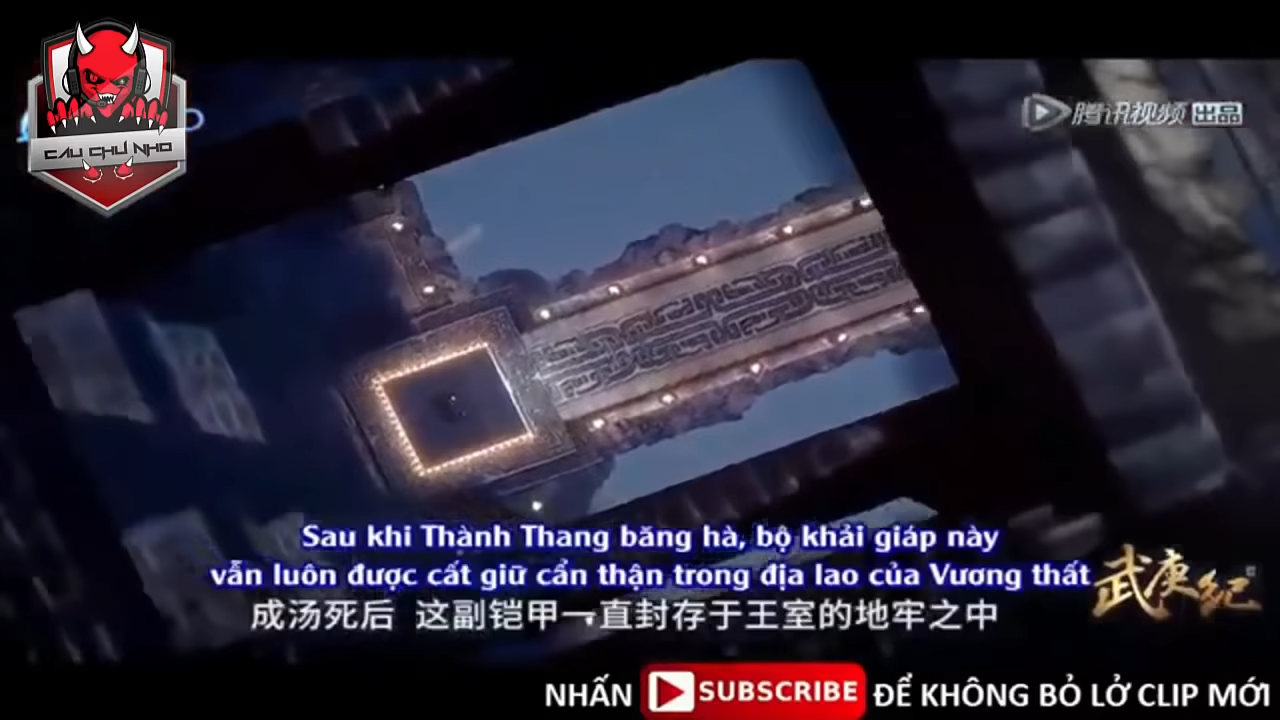 CAU CHU NHO
腾讯视频 出品
Sau khi Thành Thang băng hà, bộ khải giáp này
vẫn luôn được cất giữ cẩn thận trong địa lao của Vương thất
成汤死后 这副铠甲一直封存于王室的地牢之中
武庚纪
NHẤN SUBSCRIBE ĐỂ KHÔNG BỎ LỞ CLIP MỚI